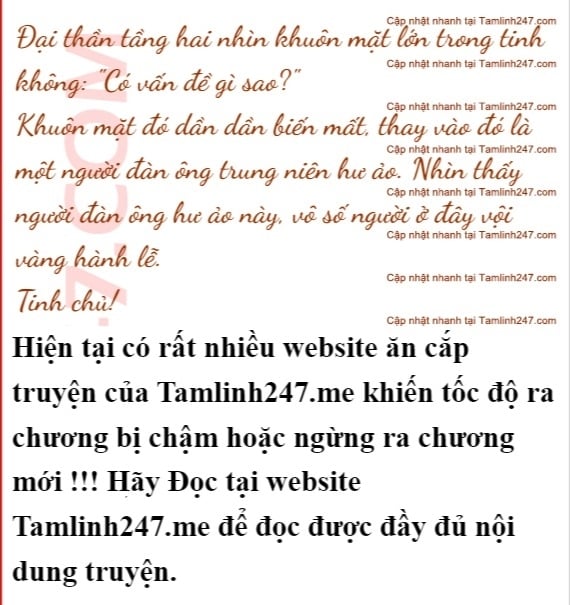 Cập nhật nhanh tại Tamlinh247.com
Đại thần tầng hai nhìn khuôn mặt lớn trong tinh
Cập nhật nhanh tại Tamlinh247.com
không: "Có vấn đề gì sao?"
Cập nhật nhanh tại Tamlinh247.com
Khuôn mặt đó dần dần biến mất, thay vào đó là
Cập nhật nhanh tại Tamlinh247.com
một người đàn ông trung niên hư ảo. Nhìn thấy
Cập nhật nhanh tại Tamlinh247.com
người đàn ông hư ảo này, vô số người ở đây vội
Cập nhật nhanh tại Tamlinh247.com
vàng hành lễ.
Cập nhật nhanh tại Tamlinh247.com
Tinh chủ!
Cập nhật nhanh tại Tamlinh247.com
7.COM
Hiện tại có rất nhiều website ăn cắp
truyện của Tamlinh247.me khiến tốc độ ra
chương bị chậm hoặc ngừng ra chương
mới !!! Hãy Đọc tại website
Tamlinh247.me để đọc được đầy đủ nội
dung truyện.